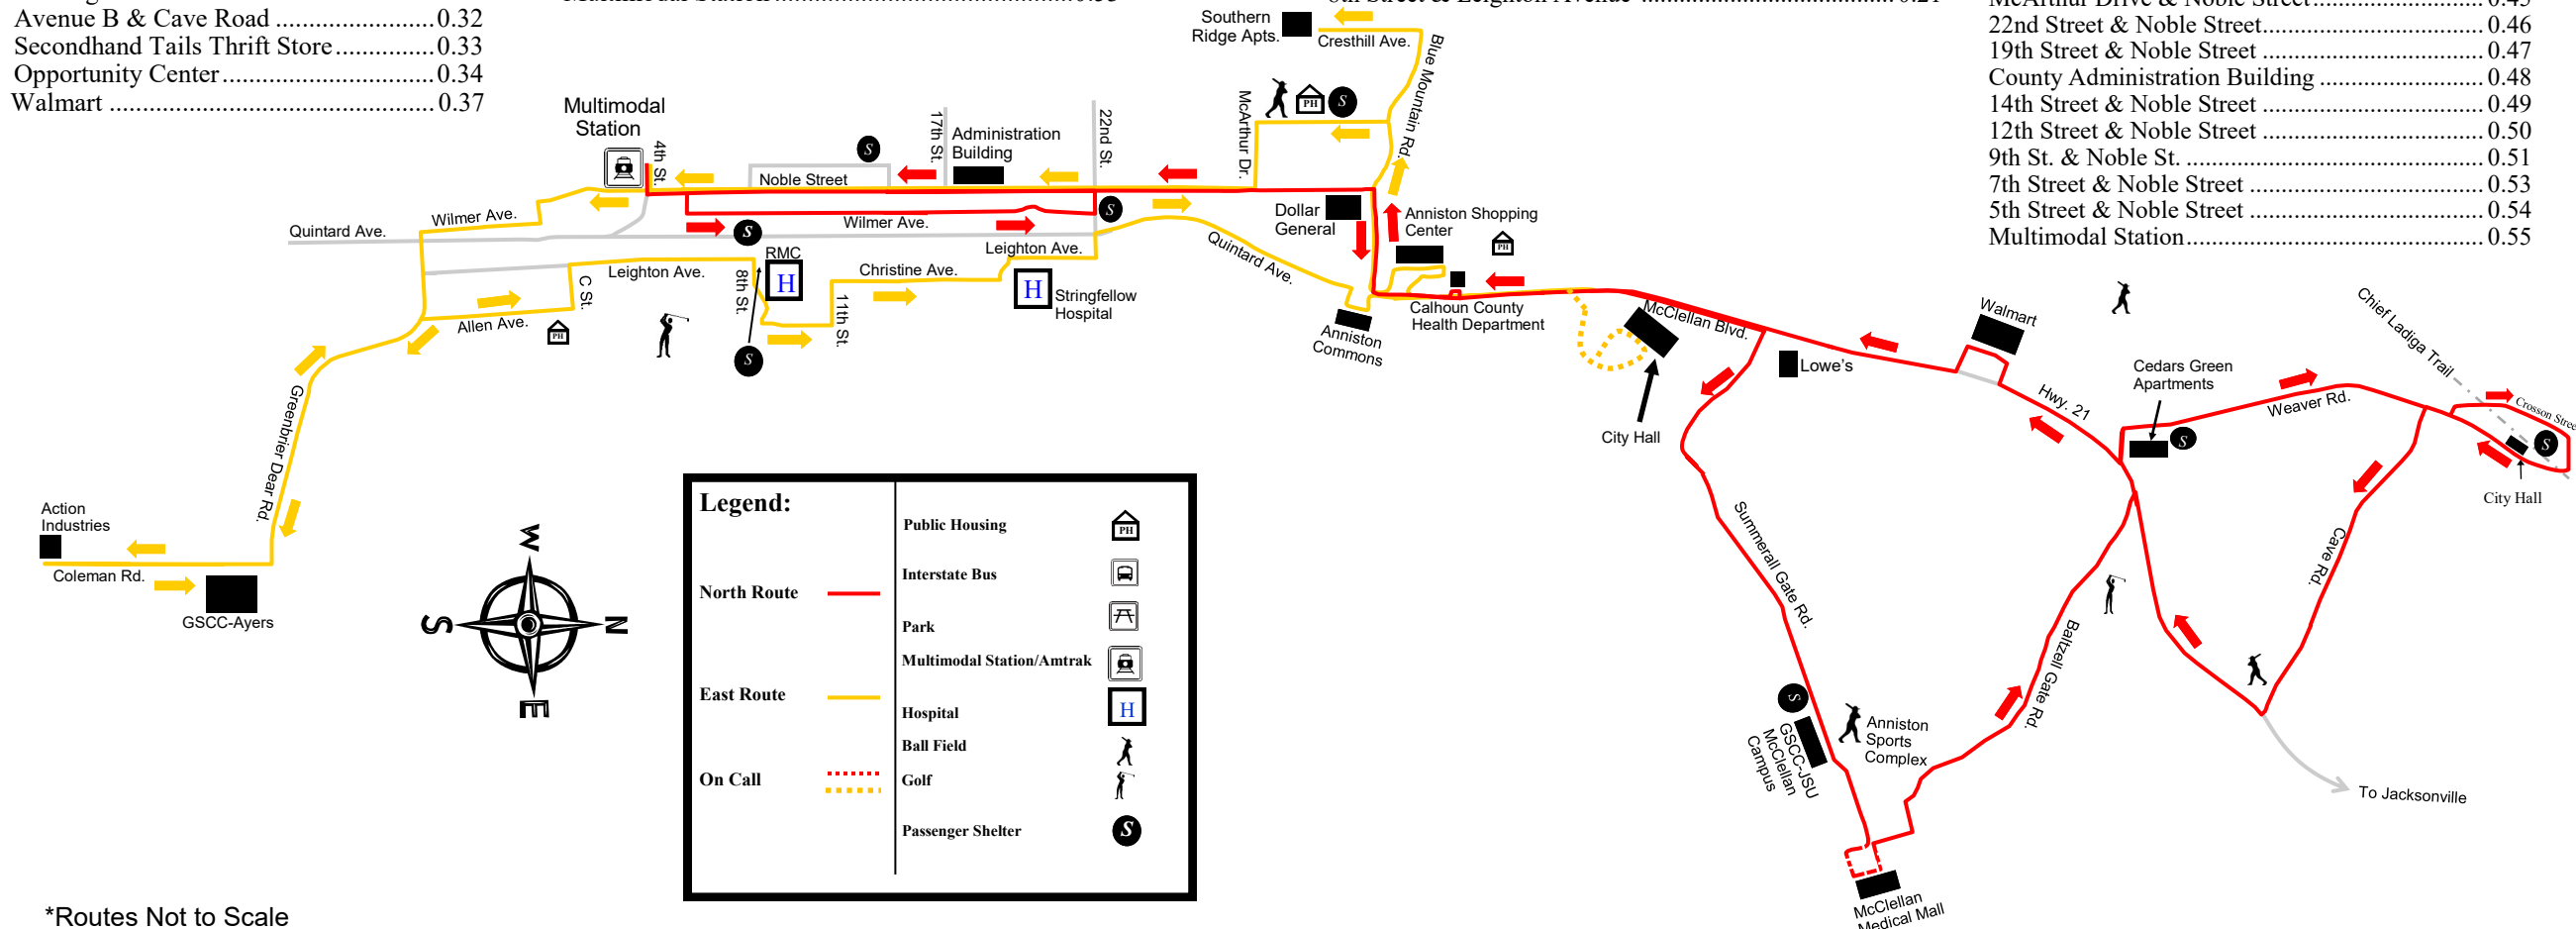 Avenue B & Cave Road ....................... 0.32
Secondhand Tails Thrift Store.............. 0.33
Opportunity Center ............................. 0.34
Walmart ............................................. 0.37
McArthur Drive & Noble Street
22nd Street & Noble Street............................... 0.46
19th Street & Noble Street ............................... 0.47
County Administration Building ....................... 0.48
14th Street & Noble Street ............................... 0.49
12th Street & Noble Street ............................... 0.50
9th St. & Noble St. .......................................... 0.51
7th Street & Noble Street ................................. 0.53
5th Street & Noble Street ................................. 0.54
Multimodal Station........................................... 0.55
Southern
Ridge Apts.
Cresthill Ave.
Blue Mountain Rd.
McArthur Dr.
PH
S
Multimodal
Station
4th St.
S
17th St.
Administration
Building
22nd St.
Noble Street
Wilmer Ave.
Quintard Ave.
S
Wilmer Ave.
S
Leighton Ave.
Dollar
General
Anniston Shopping
Center
PH
Quintard Ave.
RMC
H
Leighton Ave.
8th St.
Christine Ave.
11th St.
H
Stringfellow
Hospital
C St.
Allen Ave.
PH
S
Anniston
Commons
Calhoun County
Health Department
McClellan Blvd.
City Hall
Lowe's
Walmart
Hwy. 21
Chief Ladiga Trail
Cedars Green
Apartments
S
Weaver Rd.
Crosson Stree
S
City Hall
Cave Rd.
Greenbrier Dear Rd.
Action
Industries
Coleman Rd.
GSCC-Ayers
W
S
N
E
Legend:
North Route
East Route
On Call
Public Housing
PH
Interstate Bus
Park
Multimodal Station/Amtrak
Hospital
H
Ball Field
Golf
Passenger Shelter
S
Summerall Gate Rd.
Baltzell Gate Rd.
S
GSCC-JSU
McClellan
Campus
Anniston
Sports
Complex
McClellan
Medical Mall
To Jacksonville
*Routes Not to Scale